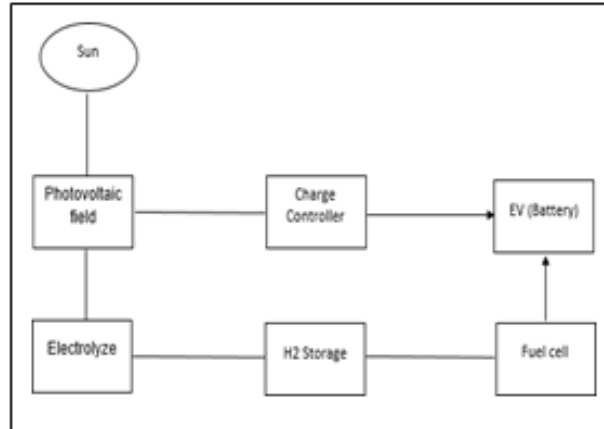 Sun
Photovoltaic
field
Charge
Controller
EV (Battery)
Electrolyze
H2 Storage
Fuel cell